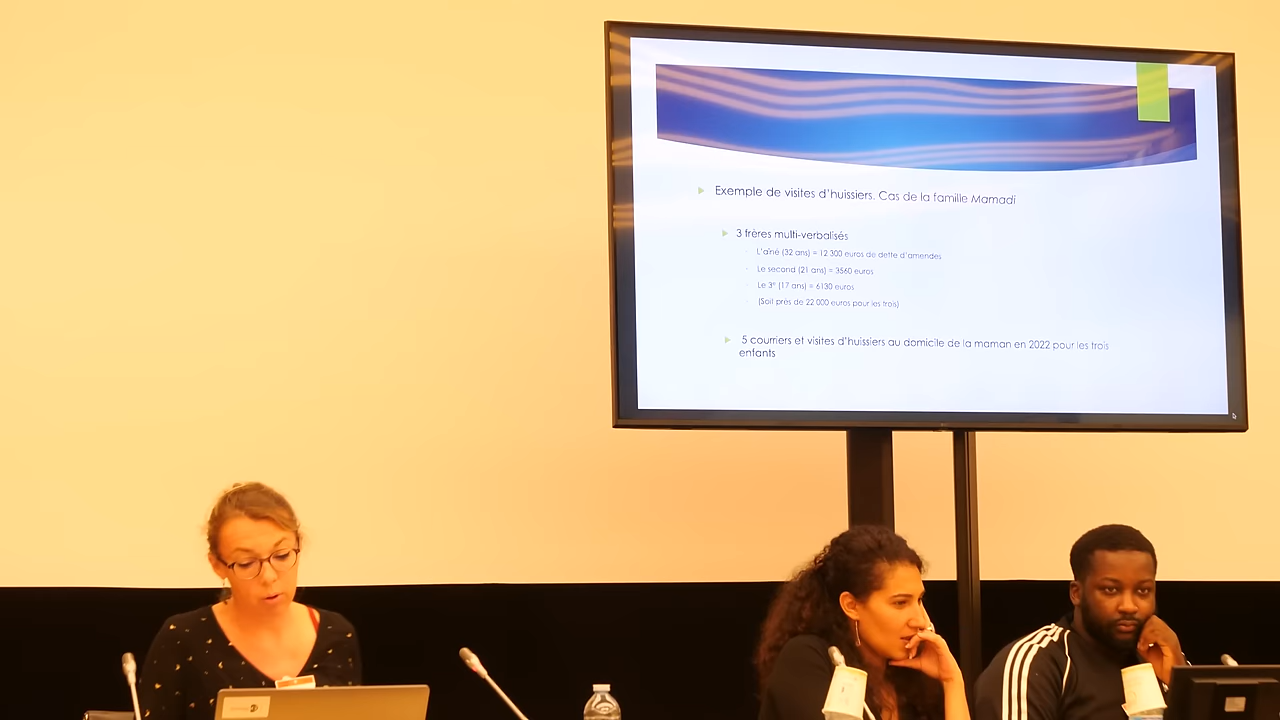 Exemple de visites d'huissiers. Cas de la famille Mamadi
3 frères multi-verbalisés
L'aîné (32 ans) = 12 300 euros de dette d'amendes
Le second (21 ans) = 3560 euros
Le 3e (17 ans) = 6130 euros
(Soit près de 22 000 euros pour les trois)
5 courriers et visites d'huissiers au domicile de la maman en 2022 pour les trois
enfants